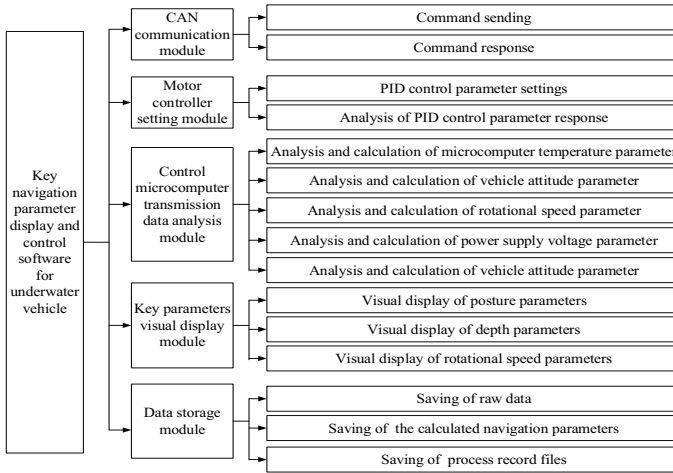 Key
navigation
parameter
display and
control
software
for
underwater
vehicle
CAN
communication
module
Command sending
Command response
Motor
controller
setting module
PID control parameter settings
Analysis of PID control parameter response
Control
microcomputer
transmission
data analysis
module
Analysis and calculation of microcomputer temperature parameter
Analysis and calculation of vehicle attitude parameter
Analysis and calculation of rotational speed parameter
Analysis and calculation of power supply voltage parameter
Analysis and calculation of vehicle attitude parameter
Key parameters
visual display
module
Visual display of posture parameters
Visual display of depth parameters
Visual display of rotational speed parameters
Data storage
module
Saving of raw data
Saving of the calculated navigation parameters
Saving of process record files